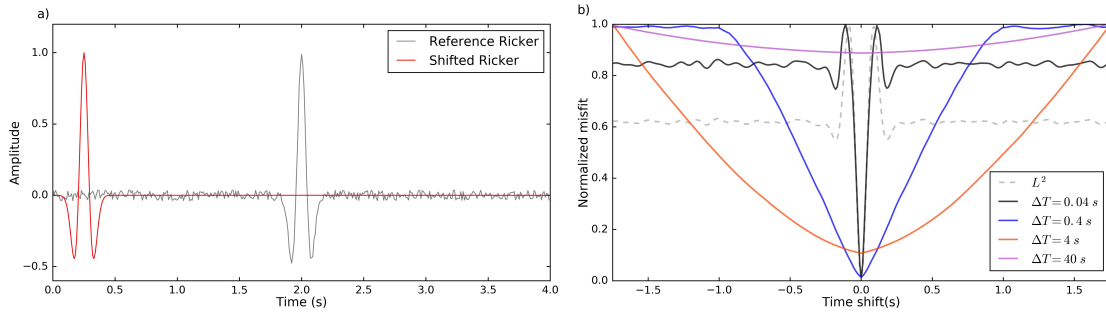 a)
Amplitude
1.0
0.5
0.0
−0.5
0.0
0.5
1.0
1.5
2.0
2.5
3.0
3.5
4.0
Time (s)
Reference Ricker
Shifted Ricker
b)
Normalized misfit
1.0
0.8
0.6
0.4
0.2
0.0
−1.5
−1.0
−0.5
0.0
0.5
1.0
1.5
Time shift(s)
L²
ΔT = 0.04 s
ΔT = 0.4 s
ΔT = 4 s
ΔT = 40 s